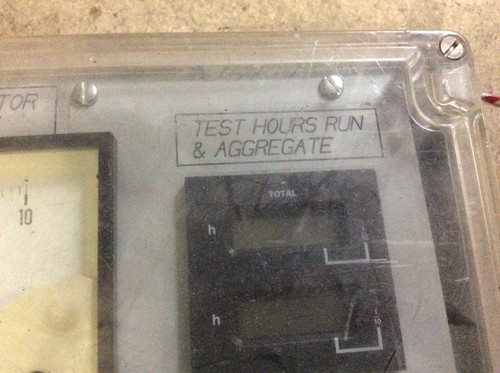 TOR
TEST HOURS RUN
& AGGREGATE
10
TOTAL
h
h